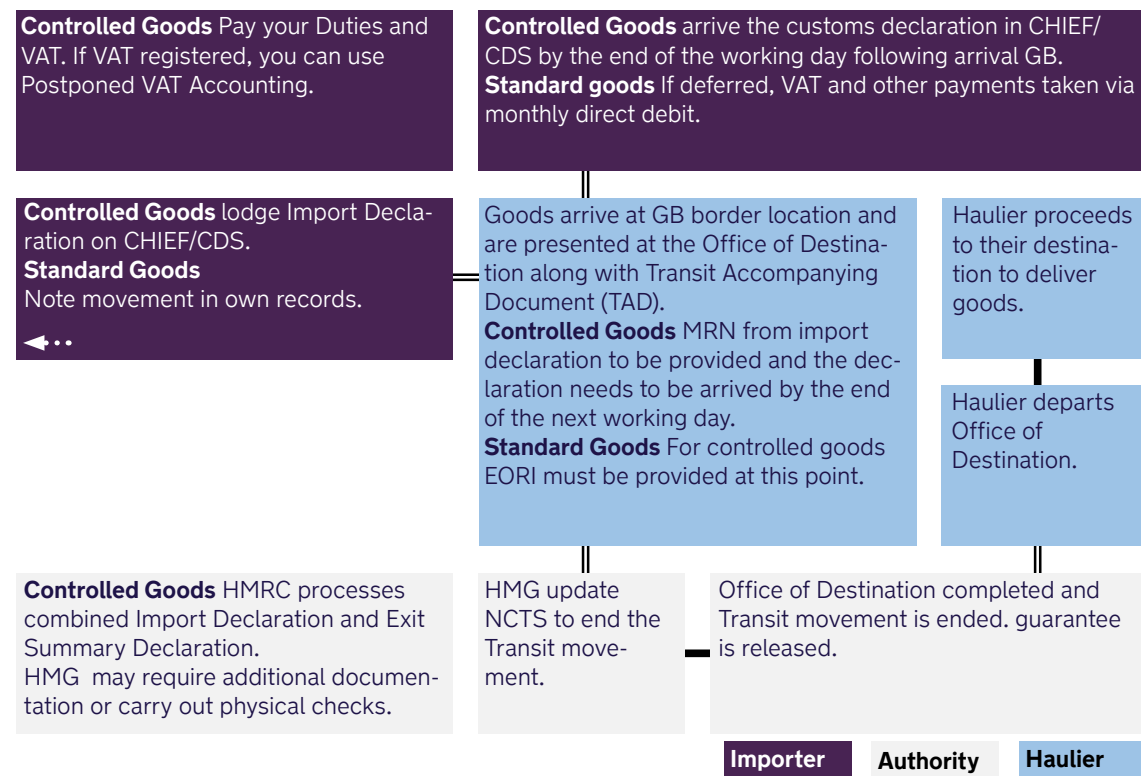 Controlled Goods Pay your Duties and
VAT. If VAT registered, you can use
Postponed VAT Accounting.
Controlled Goods arrive the customs declaration in CHIEF/
CDS by the end of the working day following arrival GB.
Standard goods If deferred, VAT and other payments taken via
monthly direct debit.
Controlled Goods lodge Import Decla-
ration on CHIEF/CDS.
Standard Goods
Note movement in own records.
Goods arrive at GB border location and
are presented at the Office of Destina-
tion along with Transit Accompanying
Document (TAD).
Controlled Goods MRN from import
declaration to be provided and the dec-
laration needs to be arrived by the end
of the next working day.
Standard Goods For controlled goods
EORI must be provided at this point.
Haulier proceeds
to their destina-
tion to deliver
goods.
Haulier departs
Office of
Destination.
Controlled Goods HMRC processes
combined Import Declaration and Exit
Summary Declaration.
HMG may require additional documen-
tation or carry out physical checks.
HMG update
NCTS to end the
Transit move-
ment.
Office of Destination completed and
Transit movement is ended. guarantee
is released.
Importer
Authority
Haulier